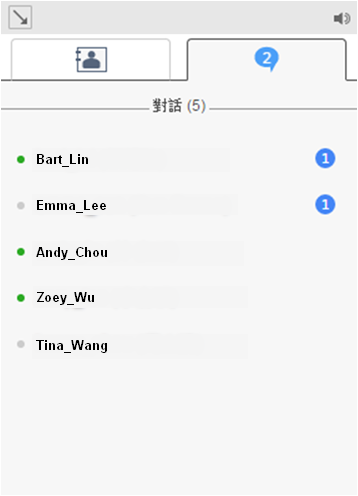 2
對話 (5)
Bart_Lin 1
Emma_Lee 1
Andy_Chou
Zoey_Wu
Tina_Wang